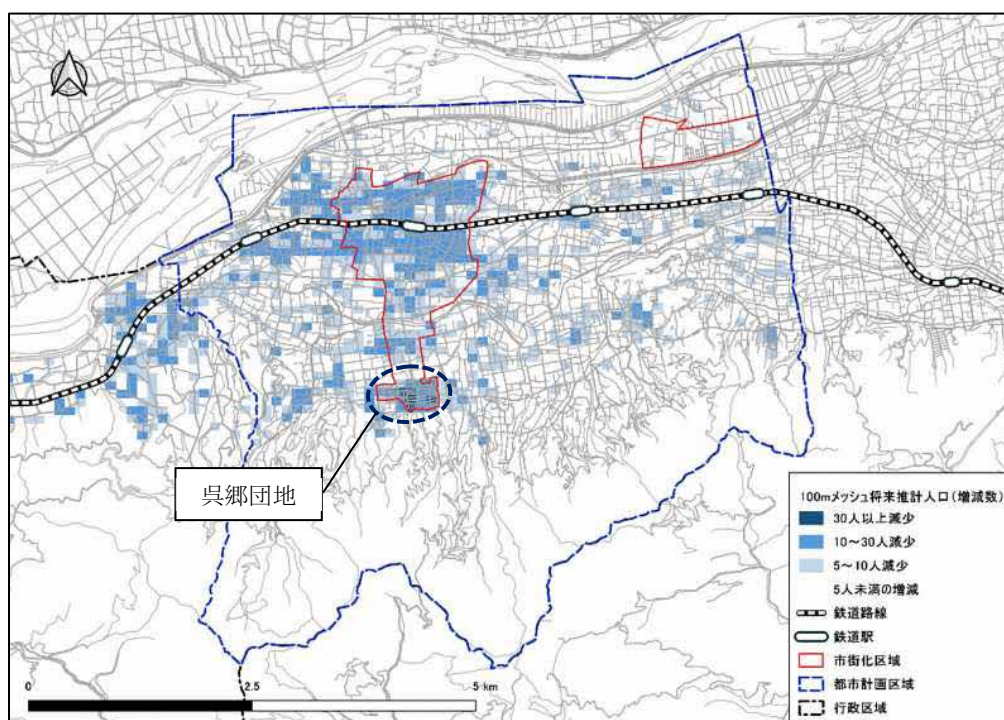 呉郷団地
100mメッシュ将来推計人口(増減数)
30人以上減少
10～30人減少
5～10人減少
5人未満の増減
鉄道路線
鉄道駅
市街化区域
都市計画区域
行政区域
0 2.5 5 km